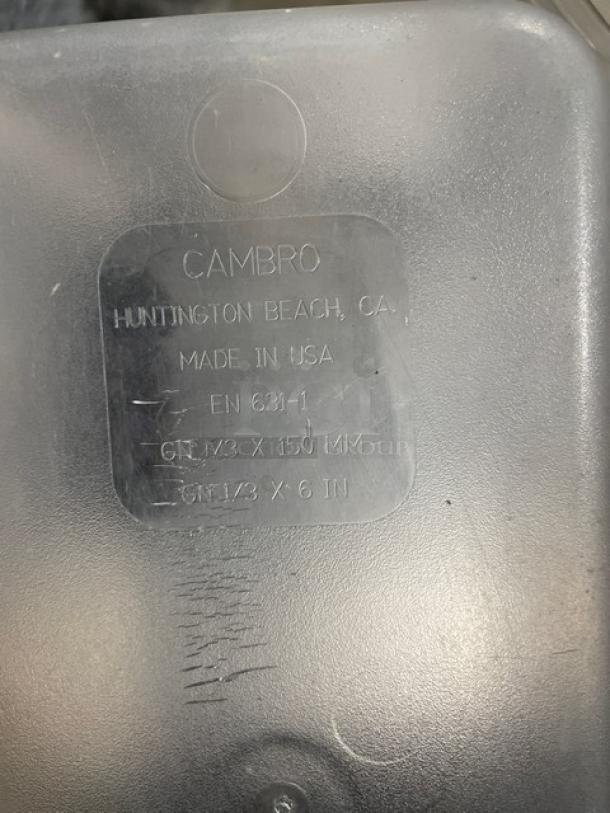 CAMBRO
HUNTINGTON BEACH, CA.
MADE IN USA
EN 631-1
GN 1/3 X 150 MM
GN 1/3 X 6 IN